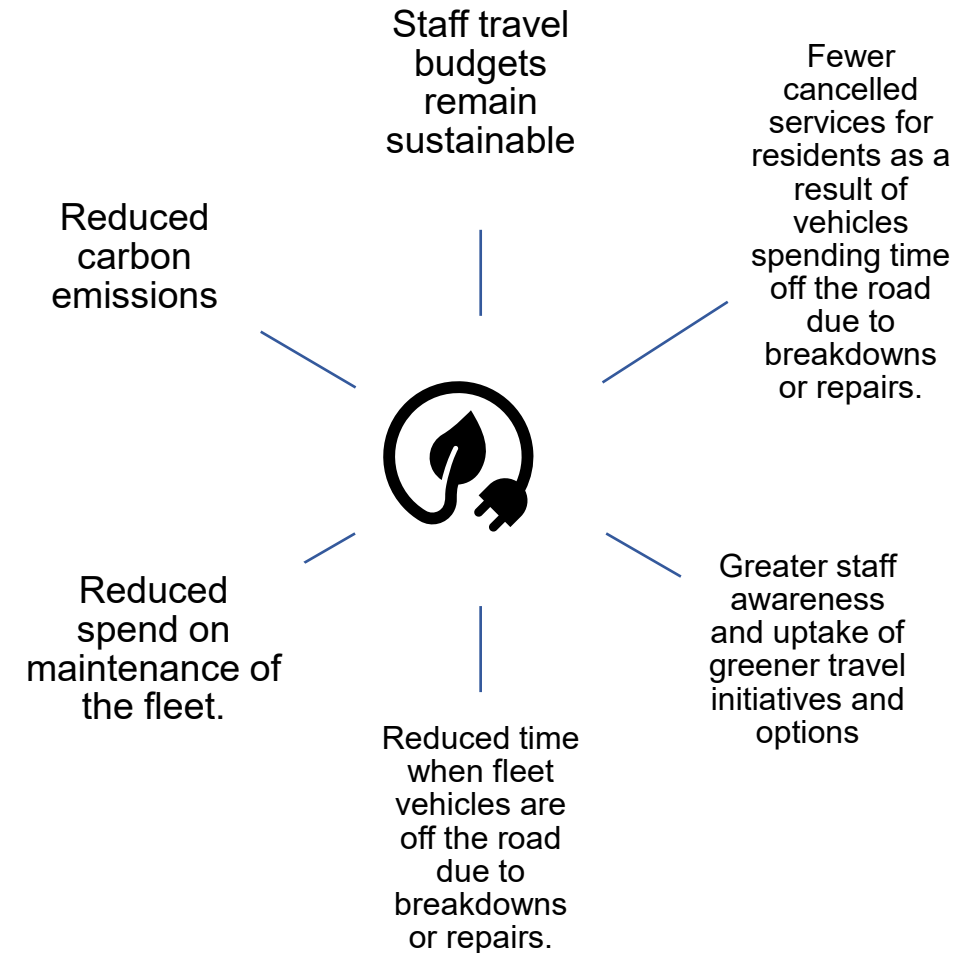 Staff travel
budgets
remain
sustainable
Fewer
cancelled
services for
residents as a
result of
vehicles
spending time
off the road
due to
breakdowns
or repairs.
Greater staff
awareness
and uptake of
greener travel
initiatives and
options
Reduced time
when fleet
vehicles are
off the road
due to
breakdowns
or repairs.
Reduced
spend on
maintenance of
the fleet.
Reduced
carbon
emissions